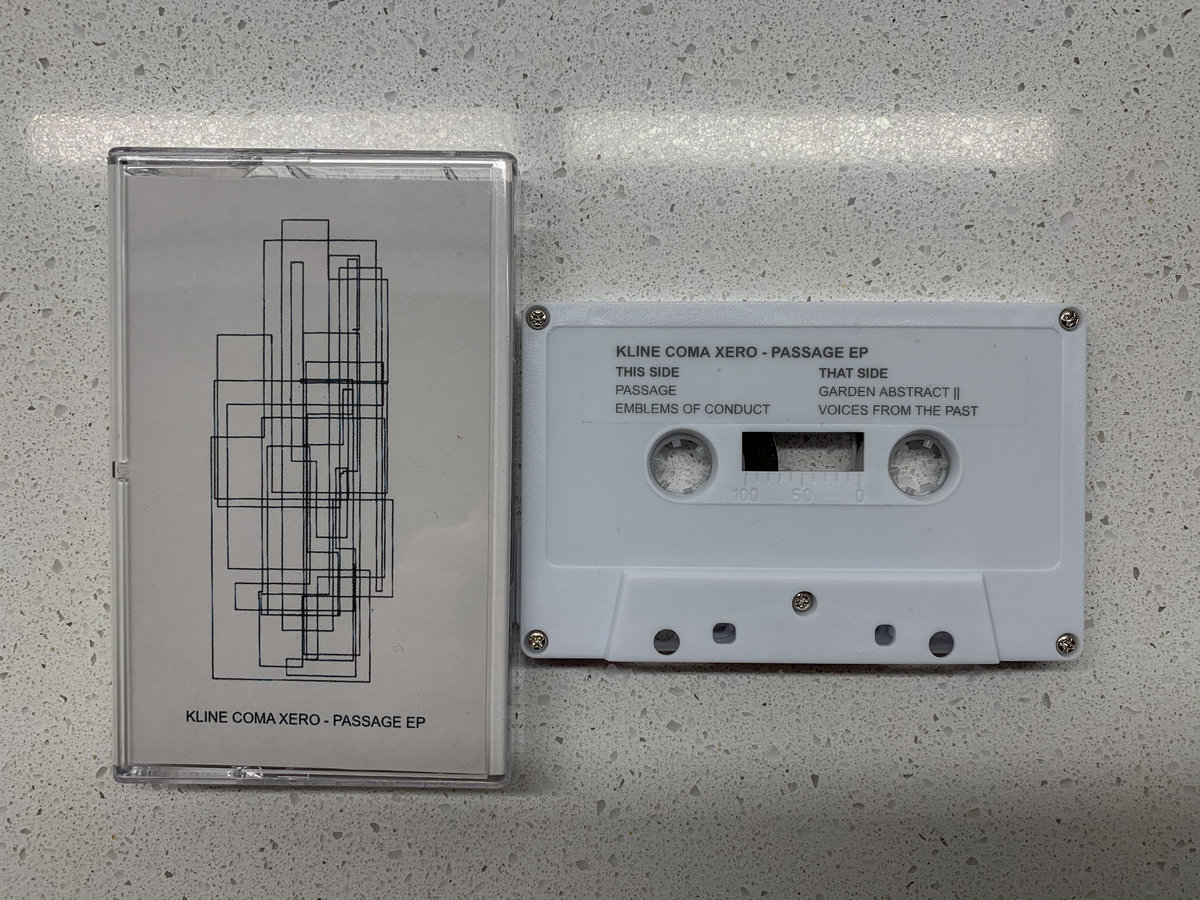 KLINE COMA XERO - PASSAGE EP
KLINE COMA XERO - PASSAGE EP
THIS SIDE
PASSAGE
EMBLEMS OF CONDUCT
THAT SIDE
GARDEN ABSTRACT ||
VOICES FROM THE PAST
100 50 0